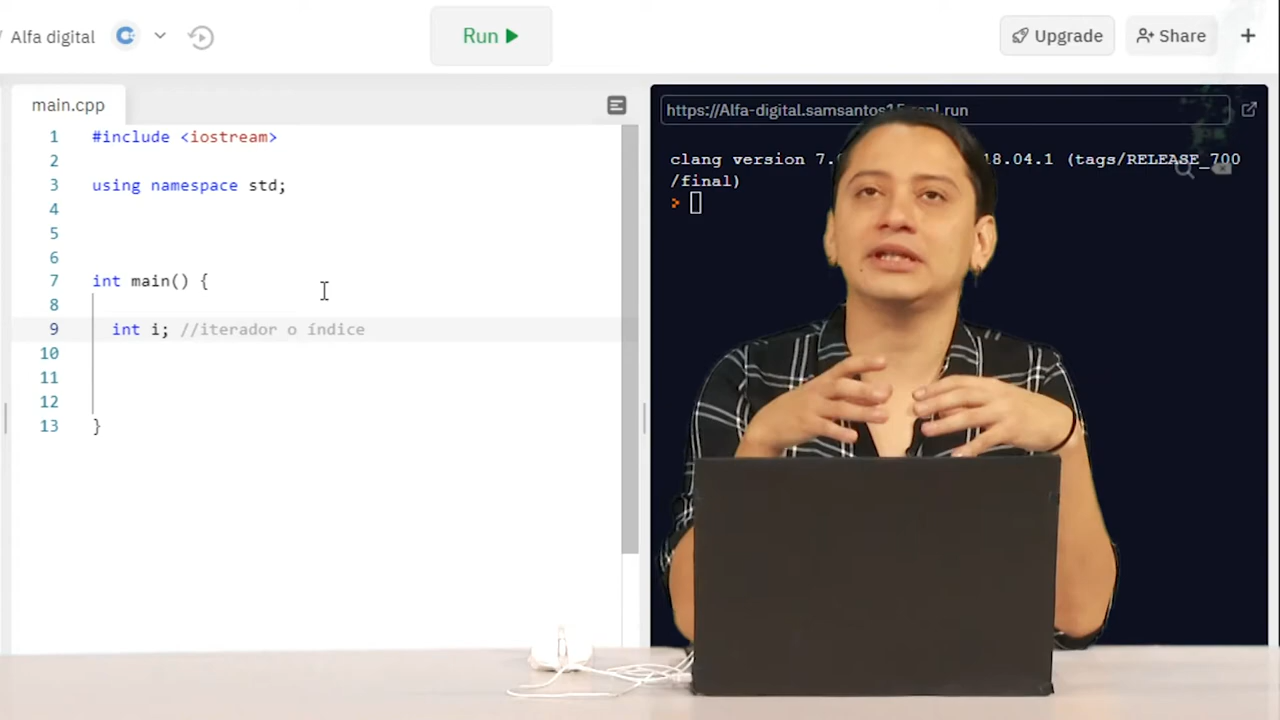 Alfa digital
Run
Upgrade
Share
main.cpp
1 #include <iostream>
2
3 using namespace std;
4
5
6
7 int main() {
8
9 int i; //iterador o índice
10
11
12
13 }
https://Alfa-digital.samsantos
.run
clang version 7.
18.04.1 (tags/RELEASE_700
/final)
>